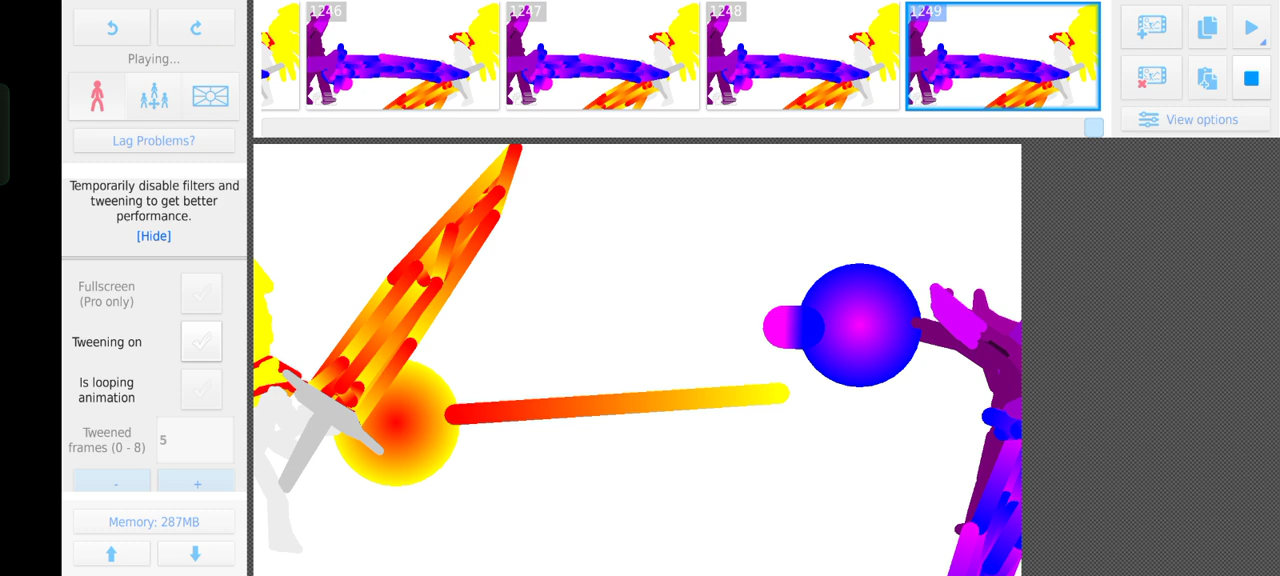 1246
1247
1248
1249
Playing...
Lag Problems?
Temporarily disable filters and
tweening to get better
performance.
[Hide]
Fullscreen
(Pro only)
Tweening on
Is looping
animation
Tweened
frames (0 - 8)
5
-
+
Memory: 287MB
View options